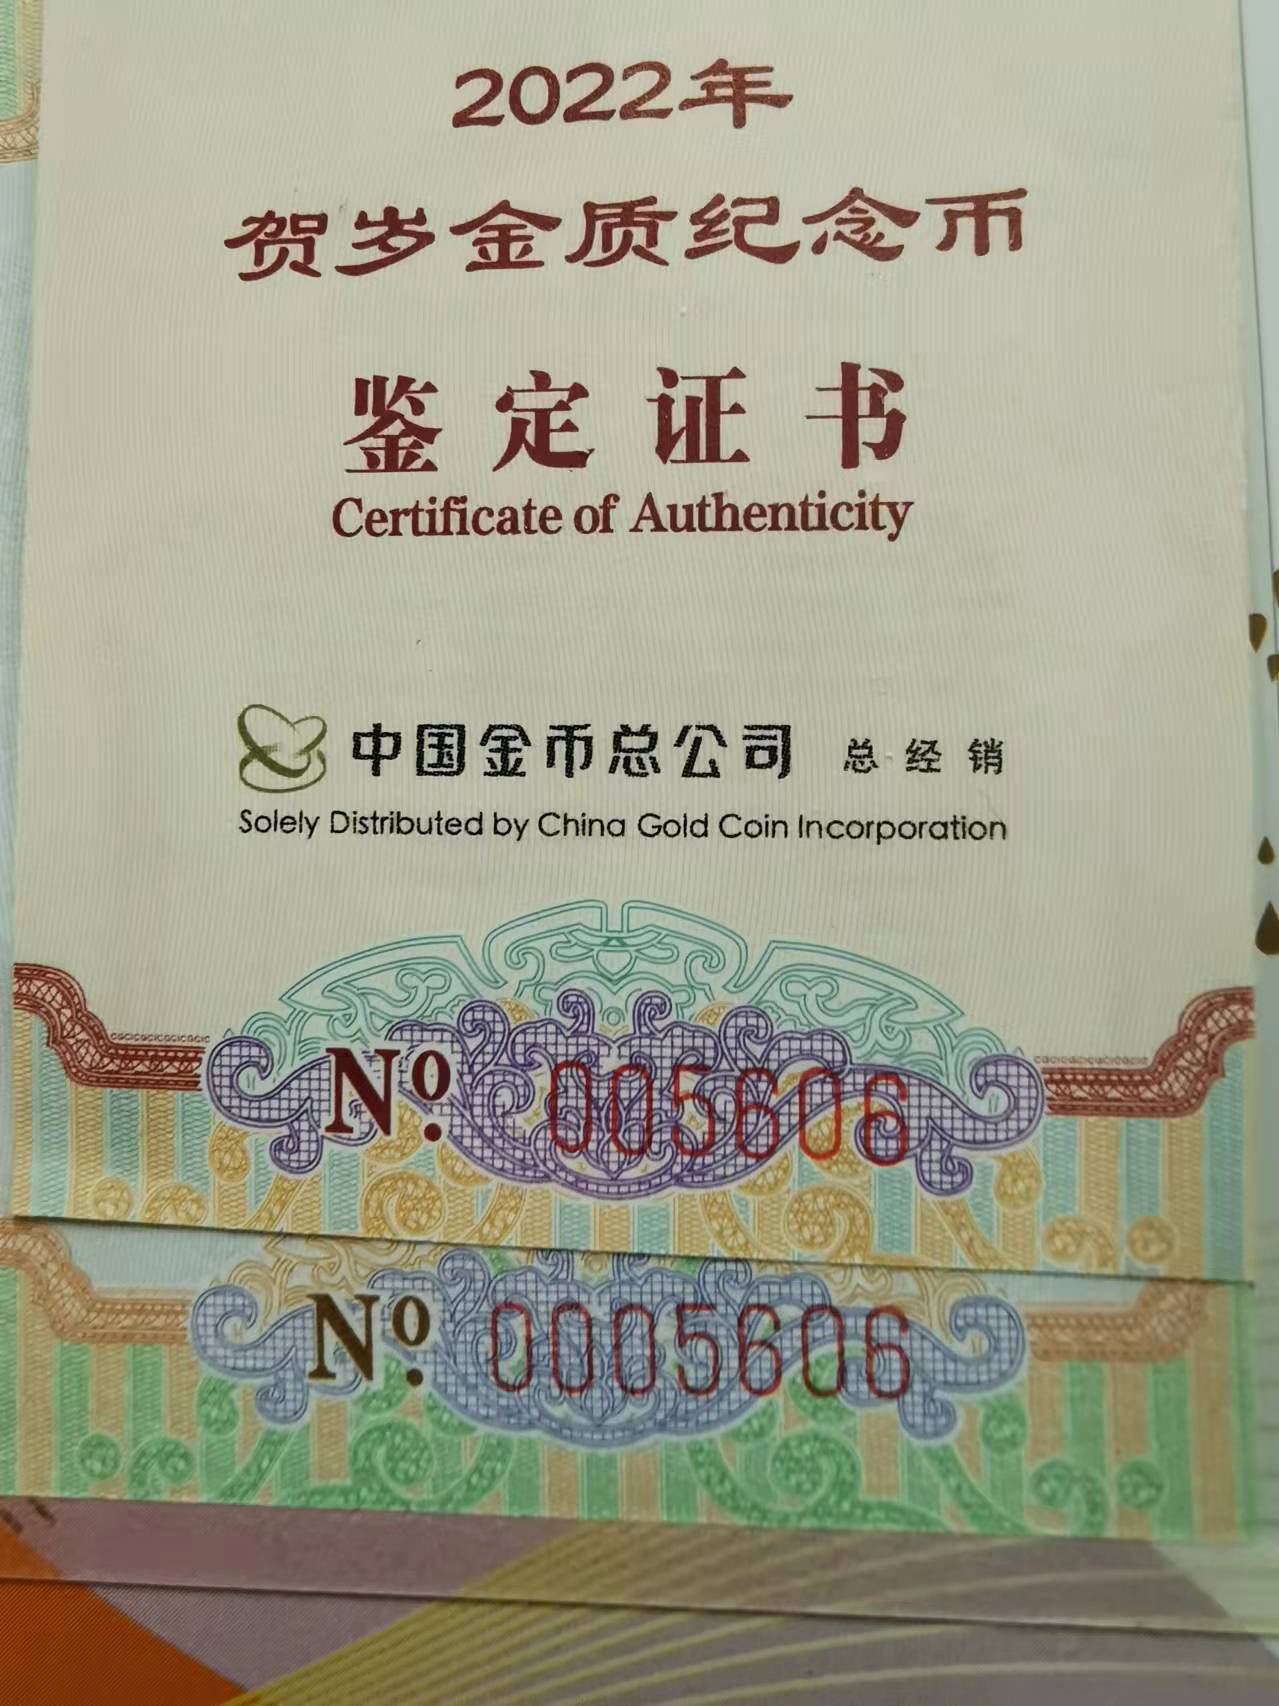 2022年
贺岁金质纪念币
鉴定证书
Certificate of Authenticity
中国金币总公司 总经销
Solely Distributed by China Gold Coin Incorporation
Nº. 005606
Nº. 0005606